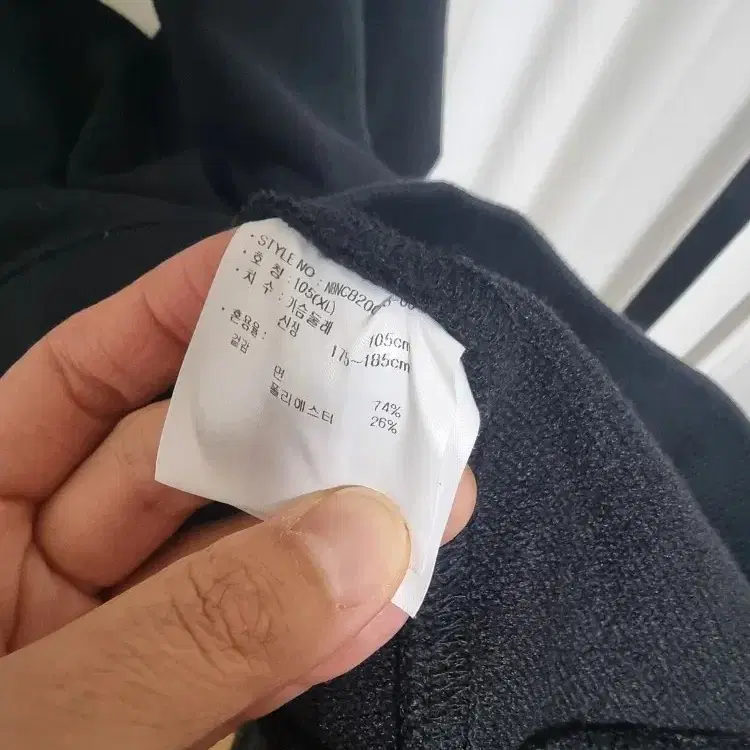 · STYLE NO :
· 호 칭 : 105(XL)
· 치 수 : 가슴둘레 105cm
신장 175~185cm
· 혼용율 :
겉감
면 74%
폴리에스터 26%